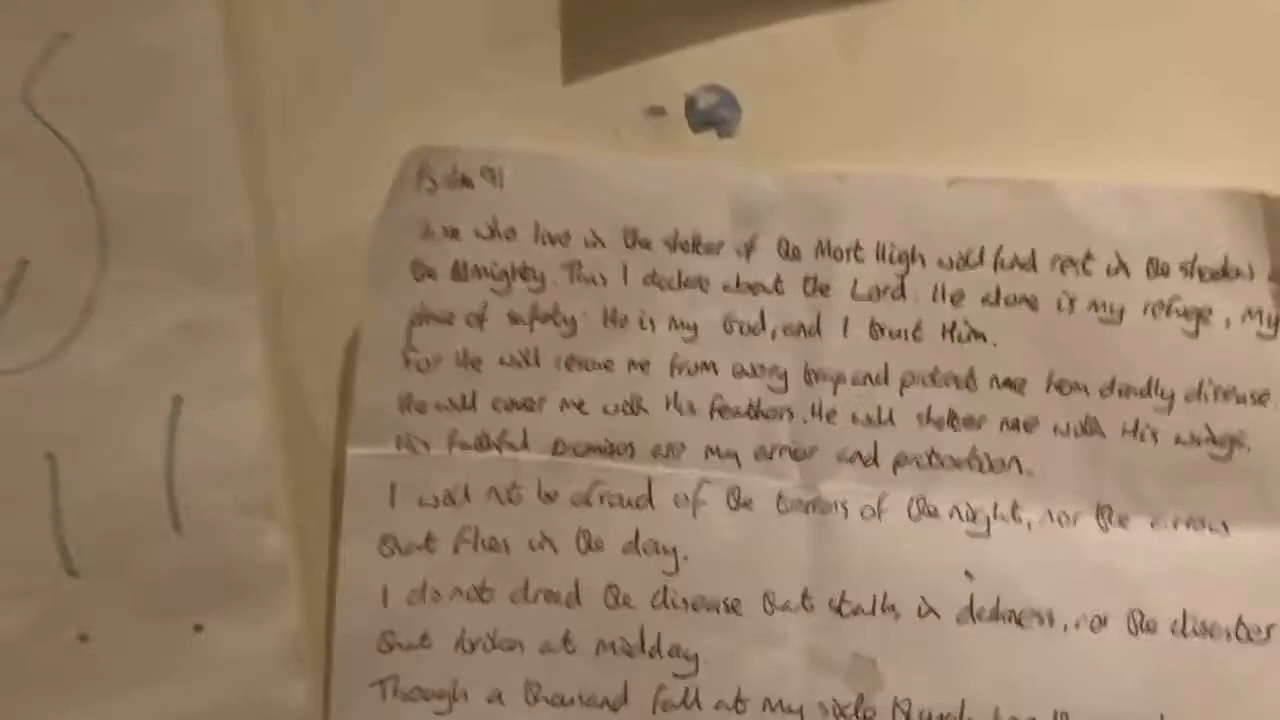 Psalm 91
who live in the shelter of the Most High will find rest in the shadow
the Almighty. This I declare about the Lord. He alone is my refuge, my
place of safety. He is my God, and I trust Him.
For He will rescue me from every trap and protect me from deadly disease.
He will cover me with His feathers. He will shelter me with His wings.
His faithful promises are my armor and protection.
I will not be afraid of the terrors of the night, nor the arrow
that flies in the day.
I do not dread the disease that stalks in darkness, nor the disaster
that strikes at midday.
Though a thousand fall at my side
!!